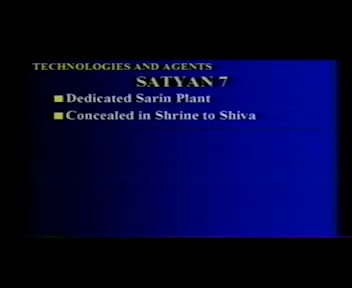 TECHNOLOGIES AND AGENTS
SATYAN 7
Dedicated Sarin Plant
Concealed in Shrine to Shiva